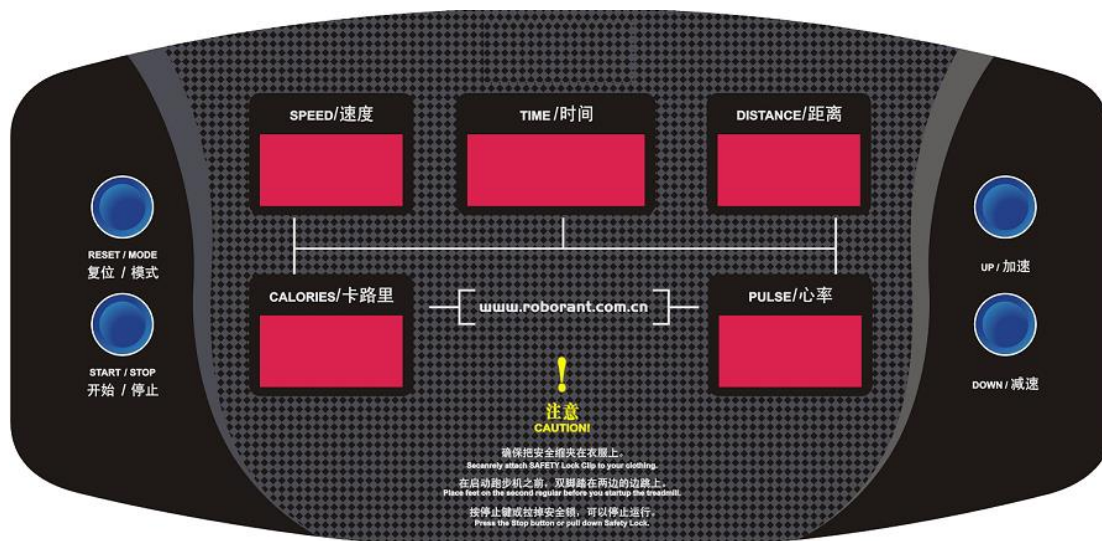 SPEED/速度
TIME/时间
DISTANCE/距离
RESET / MODE
复位 / 模式
UP / 加速
CALORIES/卡路里
www.roborant.com.cn
PULSE/心率
START / STOP
开始 / 停止
DOWN / 减速
!
注意
CAUTION!
确保把安全缩夹在衣服上。
Secanrely attach SAFETY Lock Clip to your clothing.
在启动跑步机之前，双脚踏在两边的边跳上。
Place feet on the second regular before you startup the treadmill.
按停止键或拉掉安全锁，可以停止运行。
Press the Stop button or pull down Safety Lock.